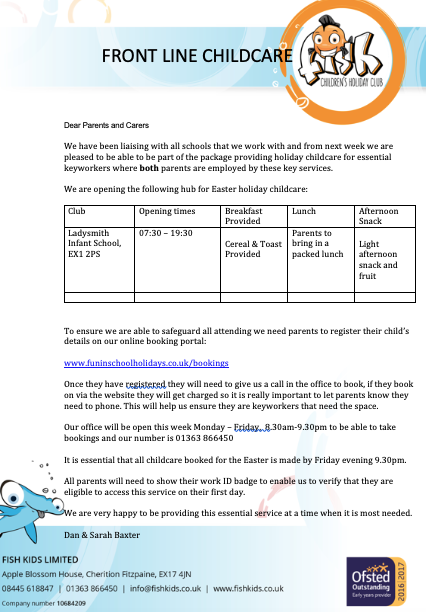 FRONT LINE CHILDCARE
Fish
CHILDREN'S HOLIDAY CLUB
Dear Parents and Carers
We have been liaising with all schools that we work with and from next week we are
pleased to be able to be part of the package providing holiday childcare for essential
keyworkers where both parents are employed by these key services.
We are opening the following hub for Easter holiday childcare:
Club Opening times Breakfast Provided Lunch Afternoon Snack
Ladysmith Infant School, EX1 2PS 07:30 – 19:30 Cereal & Toast Provided Parents to bring in a packed lunch Light afternoon snack and fruit
To ensure we are able to safeguard all attending we need parents to register their child's
details on our online booking portal:
www.funinschoolholidays.co.uk/bookings
Once they have registered they will need to give us a call in the office to book, if they book
on via the website they will get charged so it is really important to let parents know they
need to phone. This will help us ensure they are keyworkers that need the space.
Our office will be open this week Monday – Friday, 8.30am-9.30pm to be able to take
bookings and our number is 01363 866450
It is essential that all childcare booked for the Easter is made by Friday evening 9.30pm.
All parents will need to show their work ID badge to enable us to verify that they are
eligible to access this service on their first day.
We are very happy to be providing this essential service at a time when it is most needed.
Dan & Sarah Baxter
FISH KIDS LIMITED
Apple Blossom House, Cherition Fitzpaine, EX17 4JN
08445 618847 | 01363 866450 | info@fishkids.co.uk | www.fishkids.co.uk
Company number 10684209
Ofsted
Outstanding
Early years provider
2016|2017